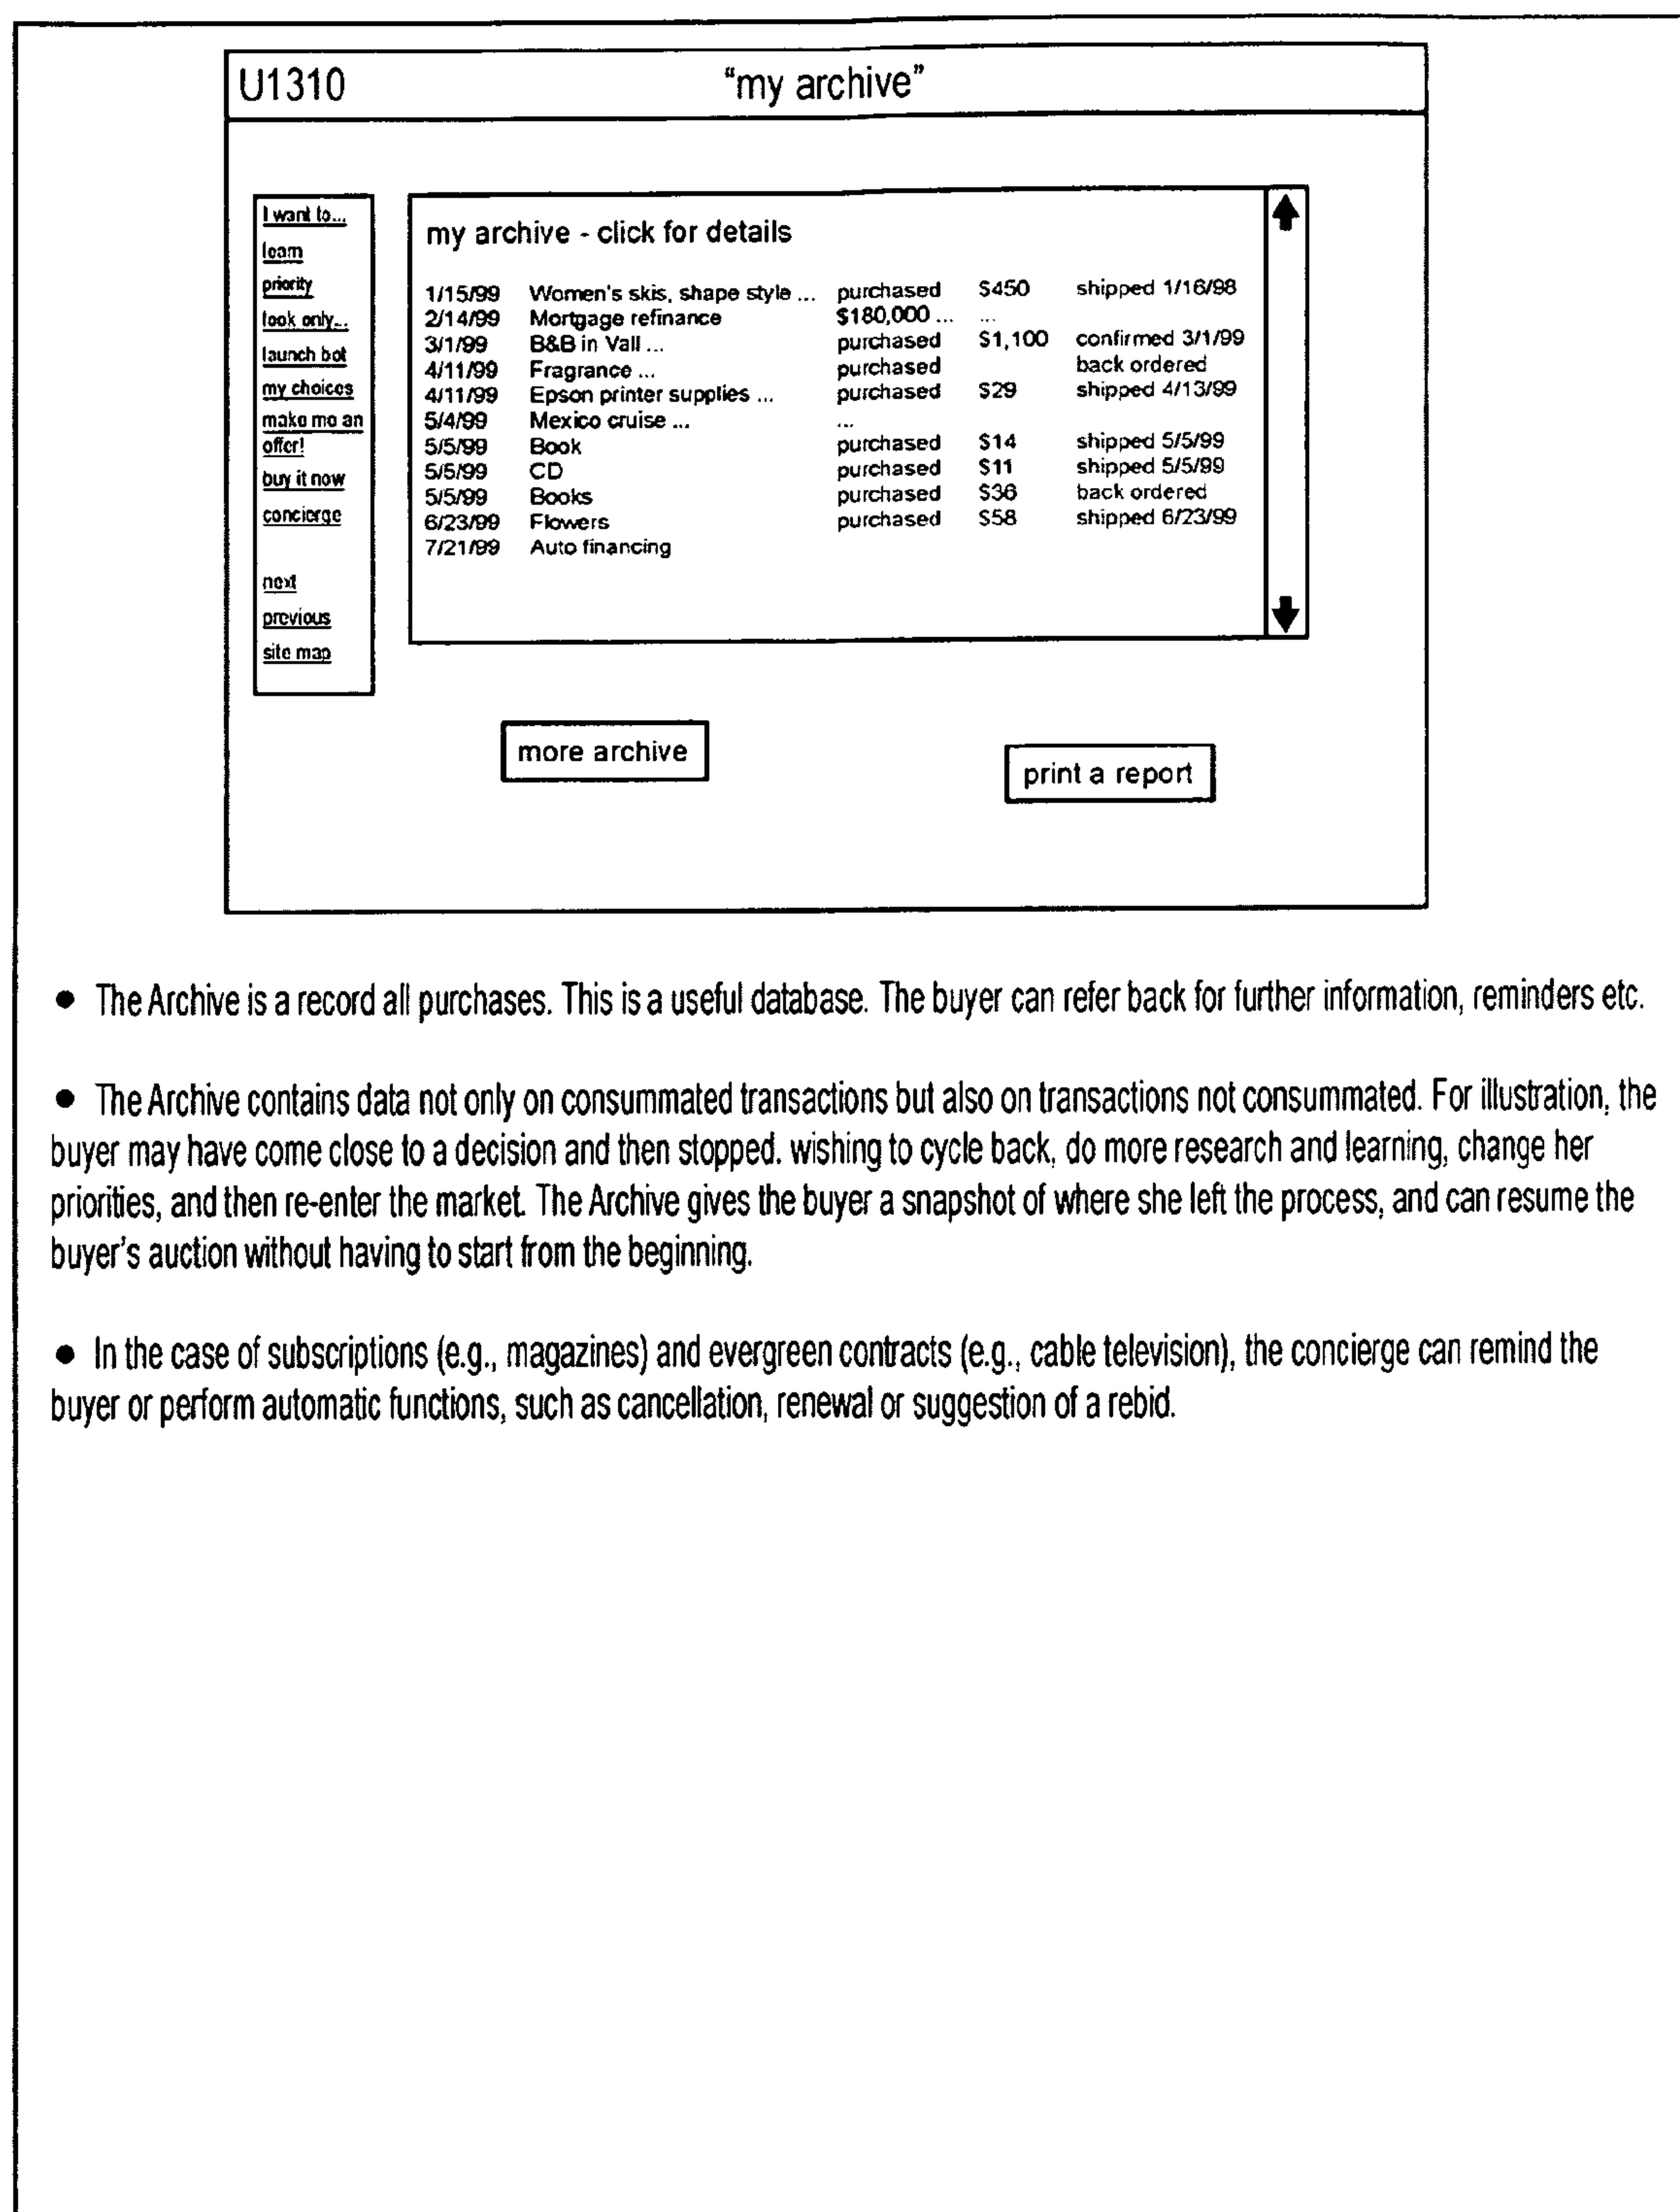 U1310 "my archive"
I want to...
learn
priority
look only...
launch bot
my choices
make me an
offer!
buy it now
concierge
next
previous
site map
my archive - click for details
1/15/99 Women's skis, shape style ... purchased $450 shipped 1/16/98
2/14/99 Mortgage refinance $180,000 ... ...
3/1/99 B&B in Vall ... purchased $1,100 confirmed 3/1/99
4/11/99 Fragrance ... purchased back ordered
4/11/99 Epson printer supplies ... purchased $29 shipped 4/13/99
5/4/99 Mexico cruise ... ...
5/5/99 Book purchased $14 shipped 5/5/99
5/5/99 CD purchased $11 shipped 5/5/99
5/5/99 Books purchased $36 back ordered
6/23/99 Flowers purchased $58 shipped 6/23/99
7/21/99 Auto financing
more archive
print a report
● The Archive is a record all purchases. This is a useful database. The buyer can refer back for further information, reminders etc.
● The Archive contains data not only on consummated transactions but also on transactions not consummated. For illustration, the
buyer may have come close to a decision and then stopped. wishing to cycle back, do more research and learning, change her
priorities, and then re-enter the market. The Archive gives the buyer a snapshot of where she left the process, and can resume the
buyer's auction without having to start from the beginning.
● In the case of subscriptions (e.g., magazines) and evergreen contracts (e.g., cable television), the concierge can remind the
buyer or perform automatic functions, such as cancellation, renewal or suggestion of a rebid.